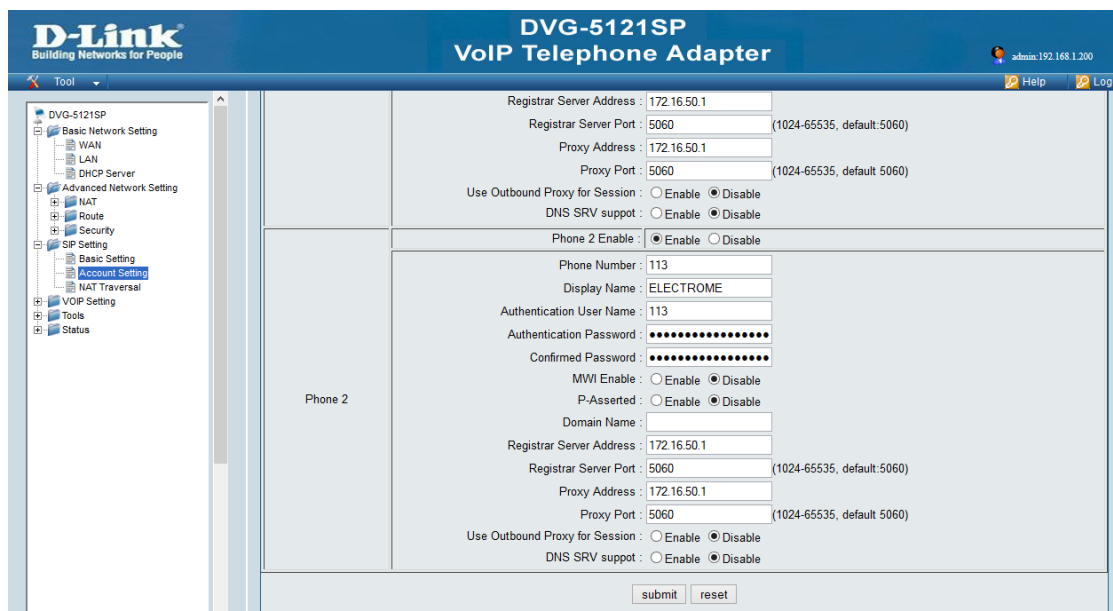 D-Link
Building Networks for People
DVG-5121SP
VoIP Telephone Adapter
admin:192.168.1.200
Tool
Help
Log
DVG-5121SP
Basic Network Setting
WAN
LAN
DHCP Server
Advanced Network Setting
NAT
Route
Security
SIP Setting
Basic Setting
Account Setting
NAT Traversal
VOIP Setting
Tools
Status
Registrar Server Address : 172.16.50.1
Registrar Server Port : 5060 (1024-65535, default:5060)
Proxy Address : 172.16.50.1
Proxy Port : 5060 (1024-65535, default 5060)
Use Outbound Proxy for Session : Enable Disable
DNS SRV suppot : Enable Disable
Phone 2 Enable : Enable Disable
Phone 2
Phone Number : 113
Display Name : ELECTROME
Authentication User Name : 113
Authentication Password : •••••••••••••••••
Confirmed Password : •••••••••••••••••
MWI Enable : Enable Disable
P-Asserted : Enable Disable
Domain Name :
Registrar Server Address : 172.16.50.1
Registrar Server Port : 5060 (1024-65535, default:5060)
Proxy Address : 172.16.50.1
Proxy Port : 5060 (1024-65535, default 5060)
Use Outbound Proxy for Session : Enable Disable
DNS SRV suppot : Enable Disable
submit reset